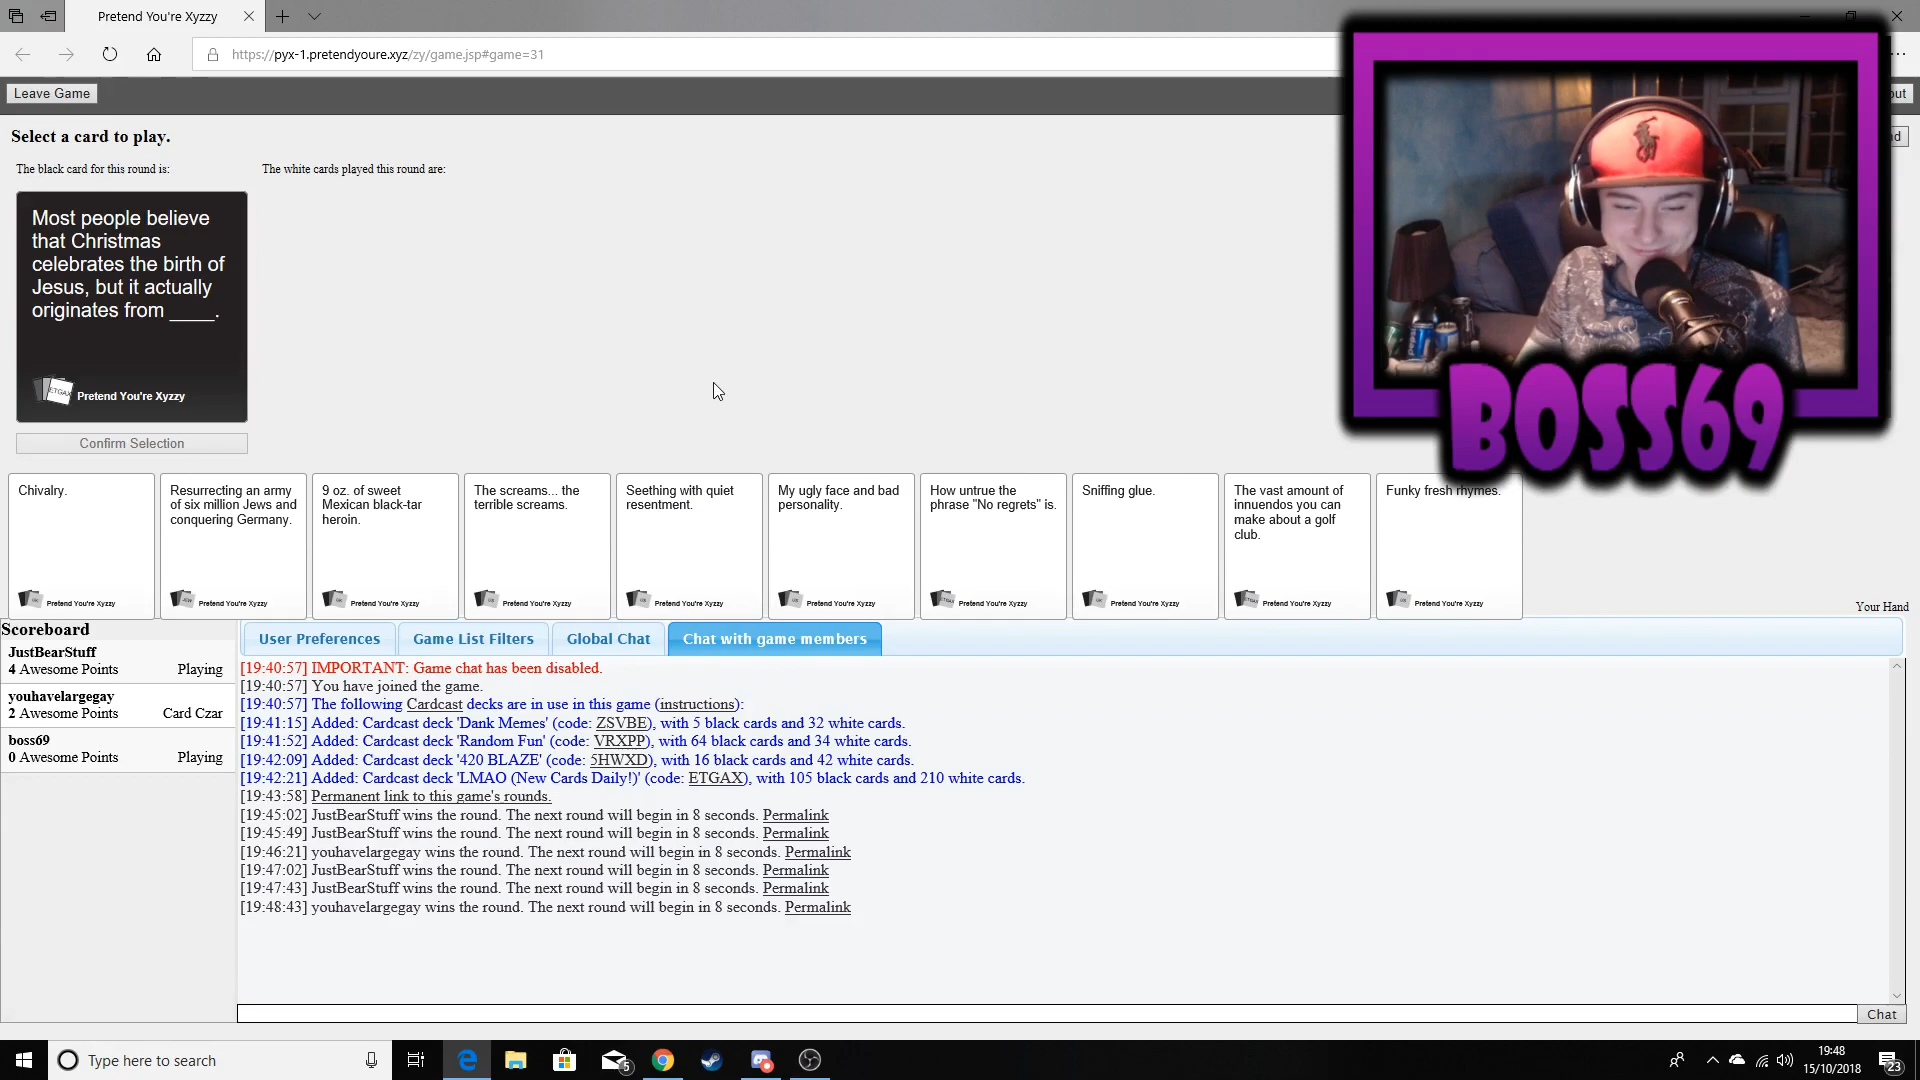 Pretend You're Xyzzy
https://pyx-1.pretendyoure.xyz/zy/game.jsp#game=31
Leave Game
out
Select a card to play.
nd
The black card for this round is:
The white cards played this round are:
Most people believe
that Christmas
celebrates the birth of
Jesus, but it actually
originates from ____.
ETGAX
Pretend You're Xyzzy
Confirm Selection
BOSS69
Chivalry.
UK
Pretend You're Xyzzy
Resurrecting an army
of six million Jews and
conquering Germany.
JEW
Pretend You're Xyzzy
9 oz. of sweet
Mexican black-tar
heroin.
UK
Pretend You're Xyzzy
The screams... the
terrible screams.
US
Pretend You're Xyzzy
Seething with quiet
resentment.
US
Pretend You're Xyzzy
My ugly face and bad
personality.
US
Pretend You're Xyzzy
How untrue the
phrase "No regrets" is.
ETGAX
Pretend You're Xyzzy
Sniffing glue.
UK
Pretend You're Xyzzy
The vast amount of
innuendos you can
make about a golf
club.
ETGAX
Pretend You're Xyzzy
Funky fresh rhymes.
US
Pretend You're Xyzzy
Your Hand
Scoreboard
JustBearStuff
4 Awesome Points Playing
youhavelargegay
2 Awesome Points Card Czar
boss69
0 Awesome Points Playing
User Preferences Game List Filters Global Chat Chat with game members
[19:40:57] IMPORTANT: Game chat has been disabled.
[19:40:57] You have joined the game.
[19:40:57] The following Cardcast decks are in use in this game (instructions):
[19:41:15] Added: Cardcast deck 'Dank Memes' (code: ZSVBE), with 5 black cards and 32 white cards.
[19:41:52] Added: Cardcast deck 'Random Fun' (code: VRXPP), with 64 black cards and 34 white cards.
[19:42:09] Added: Cardcast deck '420 BLAZE' (code: 5HWXD), with 16 black cards and 42 white cards.
[19:42:21] Added: Cardcast deck 'LMAO (New Cards Daily!)' (code: ETGAX), with 105 black cards and 210 white cards.
[19:43:58] Permanent link to this game's rounds.
[19:45:02] JustBearStuff wins the round. The next round will begin in 8 seconds. Permalink
[19:45:49] JustBearStuff wins the round. The next round will begin in 8 seconds. Permalink
[19:46:21] youhavelargegay wins the round. The next round will begin in 8 seconds. Permalink
[19:47:02] JustBearStuff wins the round. The next round will begin in 8 seconds. Permalink
[19:47:43] JustBearStuff wins the round. The next round will begin in 8 seconds. Permalink
[19:48:43] youhavelargegay wins the round. The next round will begin in 8 seconds. Permalink
Chat
Type here to search
5
19:48
15/10/2018
23